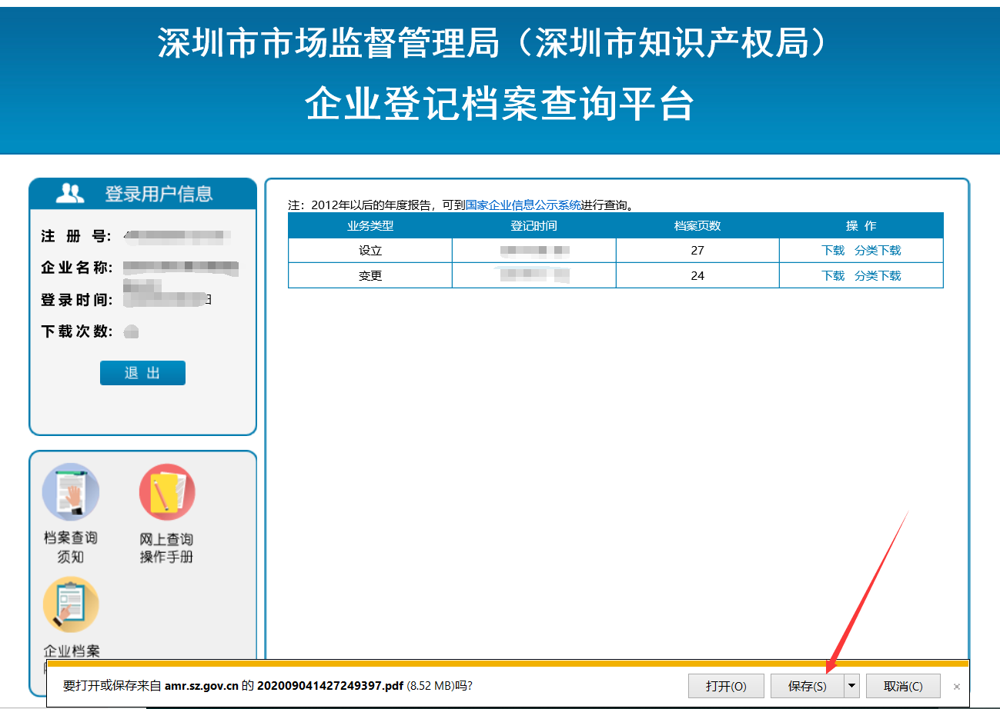 深圳市市场监督管理局（深圳市知识产权局）
企业登记档案查询平台
登录用户信息
注 册 号:
企业名称:
登录时间:
日
下载次数:
退 出
注：2012年以后的年度报告，可到国家企业信息公示系统进行查询。
业务类型 登记时间 档案页数 操 作
设立 27 下载 分类下载
变更 24 下载 分类下载
档案查询
须知
网上查询
操作手册
企业档案
要打开或保存来自 amr.sz.gov.cn 的 202009041427249397.pdf (8.52 MB)吗?
打开(O) 保存(S) 取消(C) ×